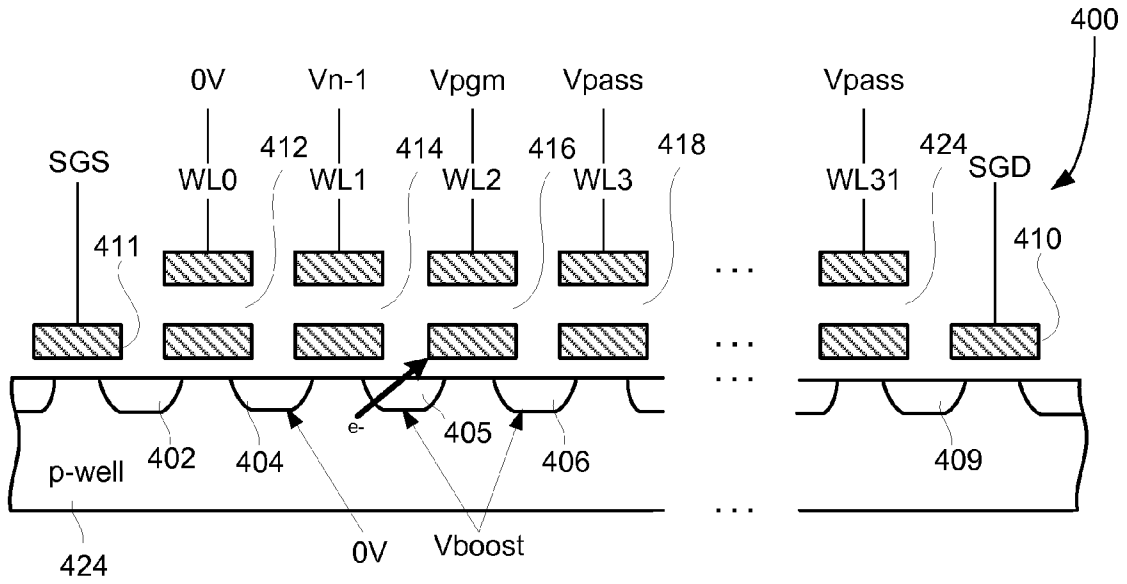 400
0V Vn-1 Vpgm Vpass Vpass
412 414 416 418 424
SGS WL0 WL1 WL2 WL3 WL31 SGD
411 410
...
...
...
e-
402 404 405 406 409
p-well
...
424 0V Vboost